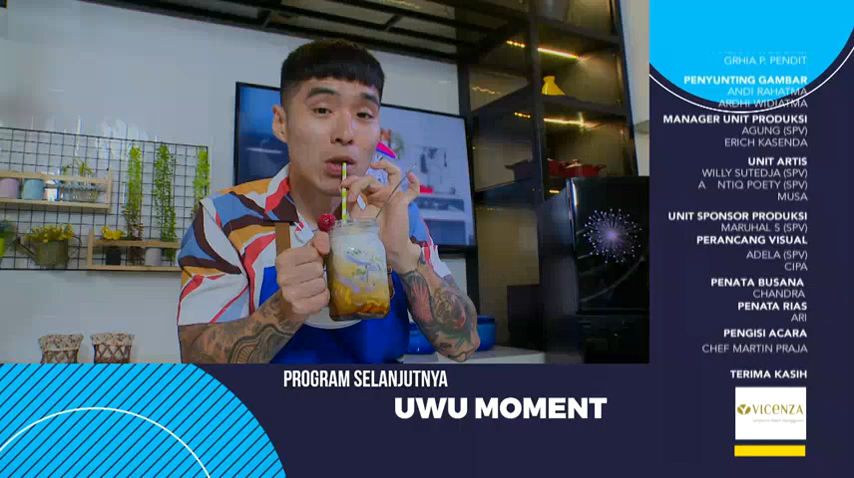 GRHIA P. PENDIT
PENYUNTING GAMBAR
ANDI RAHATMA
ARDHI WIDIATMA
MANAGER UNIT PRODUKSI
AGUNG (SPV)
ERICH KASENDA
UNIT ARTIS
WILLY SUTEDJA (SPV)
A NTIQ POETY (SPV)
MUSA
UNIT SPONSOR PRODUKSI
MARUHAL S (SPV)
PERANCANG VISUAL
ADELA (SPV)
CIPA
PENATA BUSANA
CHANDRA
PENATA RIAS
ARI
PENGISI ACARA
CHEF MARTIN PRAJA
TERIMA KASIH
VICENZA
PROGRAM SELANJUTNYA
UWU MOMENT